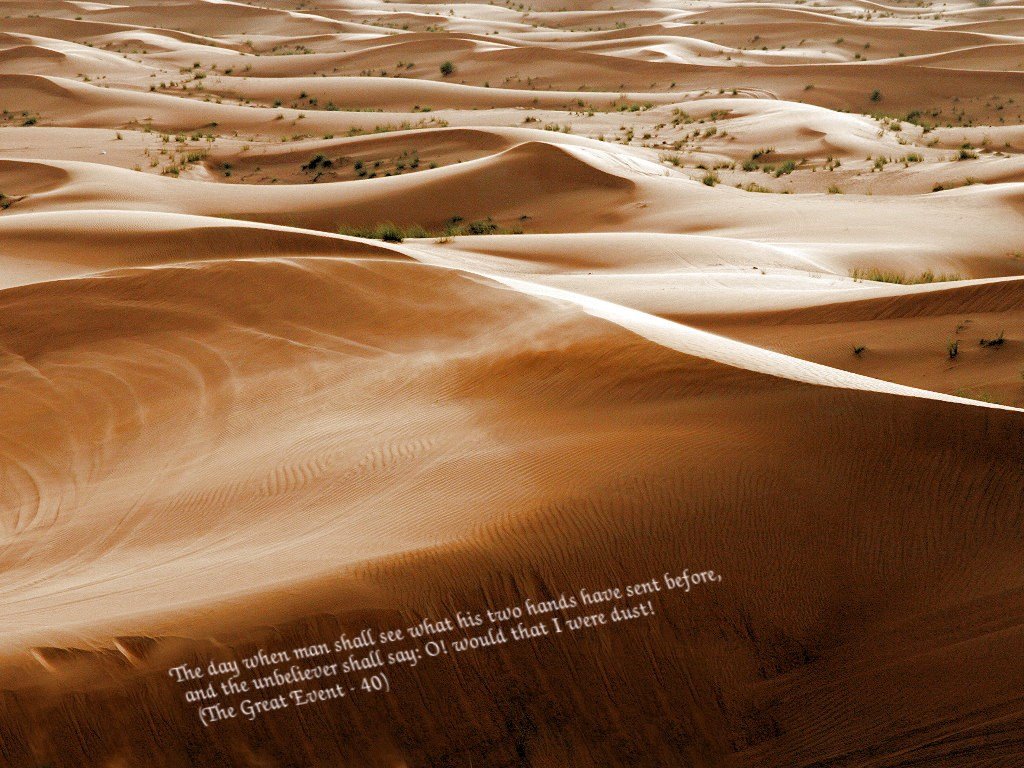 The day when man shall see what his two hands have sent before,
and the unbeliever shall say: O! would that I were dust!
(The Great Event - 40)